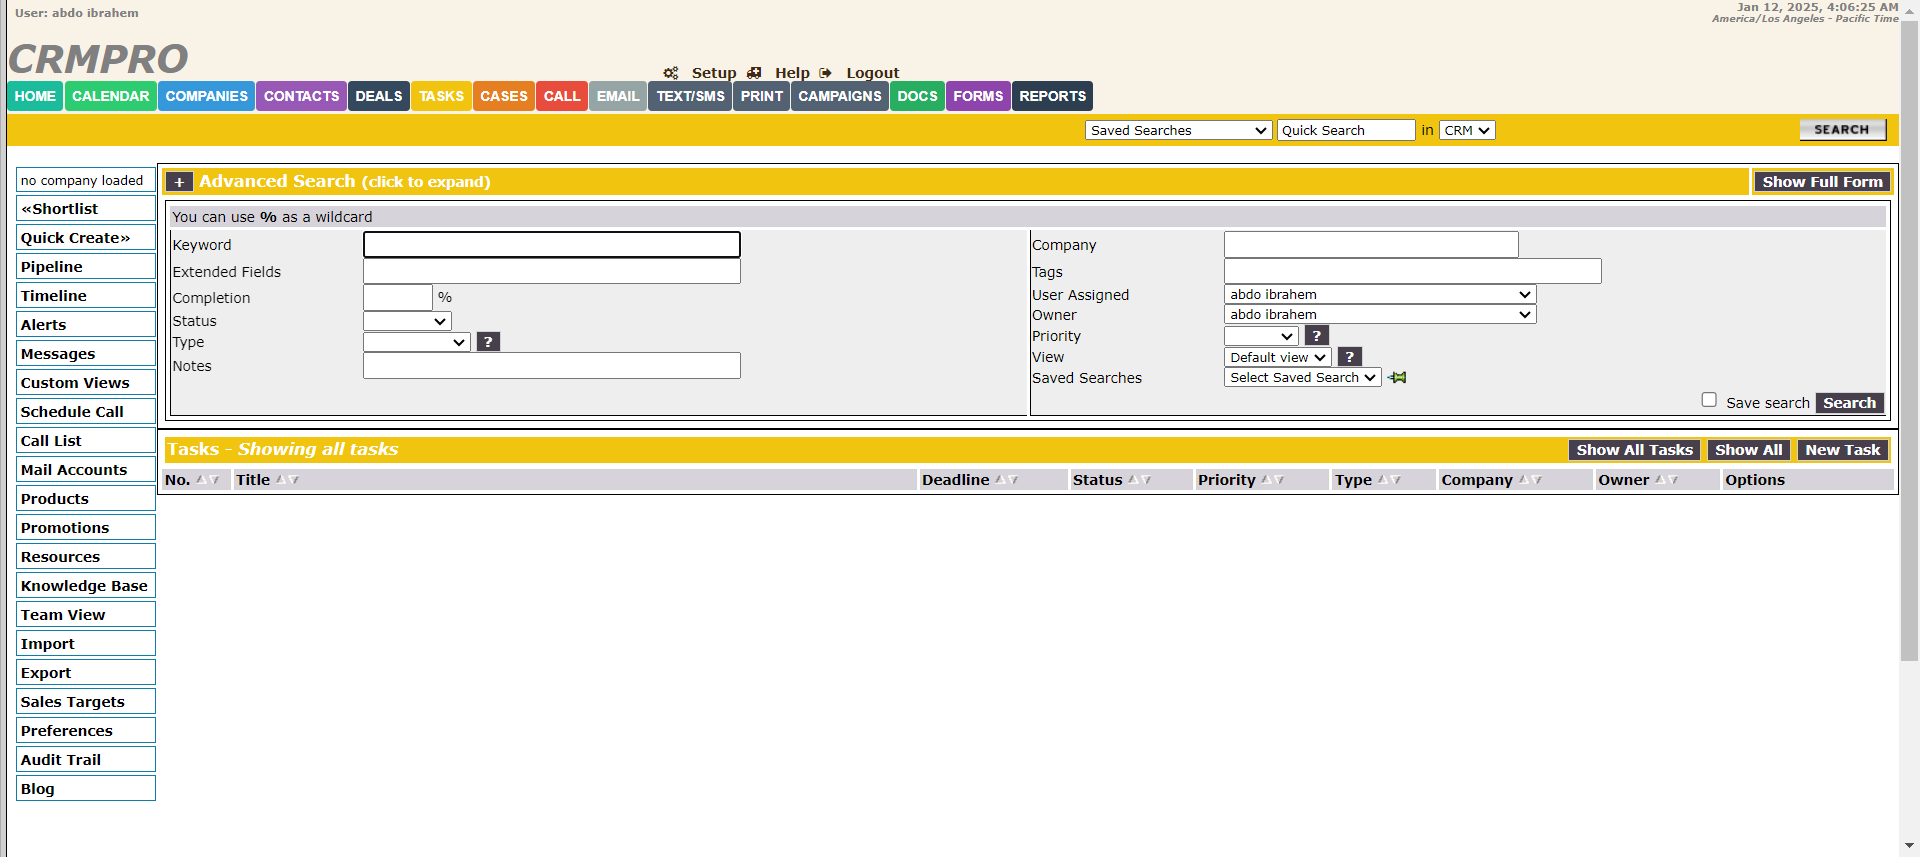 User: abdo ibrahem
Jan 12, 2025, 4:06:25 AM
America/Los Angeles - Pacific Time
CRMPRO
Setup Help Logout
HOME CALENDAR COMPANIES CONTACTS DEALS TASKS CASES CALL EMAIL TEXT/SMS PRINT CAMPAIGNS DOCS FORMS REPORTS
Saved Searches Quick Search in CRM SEARCH
no company loaded
«Shortlist
Quick Create»
Pipeline
Timeline
Alerts
Messages
Custom Views
Schedule Call
Call List
Mail Accounts
Products
Promotions
Resources
Knowledge Base
Team View
Import
Export
Sales Targets
Preferences
Audit Trail
Blog
+ Advanced Search (click to expand) Show Full Form
You can use % as a wildcard
Keyword
Extended Fields
Completion %
Status
Type ?
Notes
Company
Tags
User Assigned abdo ibrahem
Owner abdo ibrahem
Priority ?
View Default view ?
Saved Searches Select Saved Search
Save search Search
Tasks - Showing all tasks Show All Tasks Show All New Task
No. Title Deadline Status Priority Type Company Owner Options